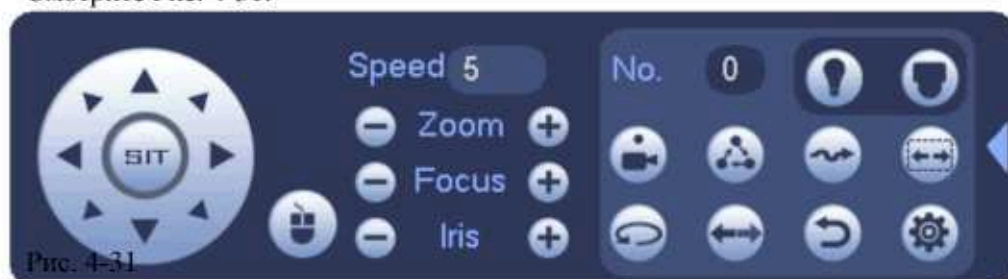 Speed 5
No. 0
Zoom
SIT
Focus
Iris
Рис. 4-31